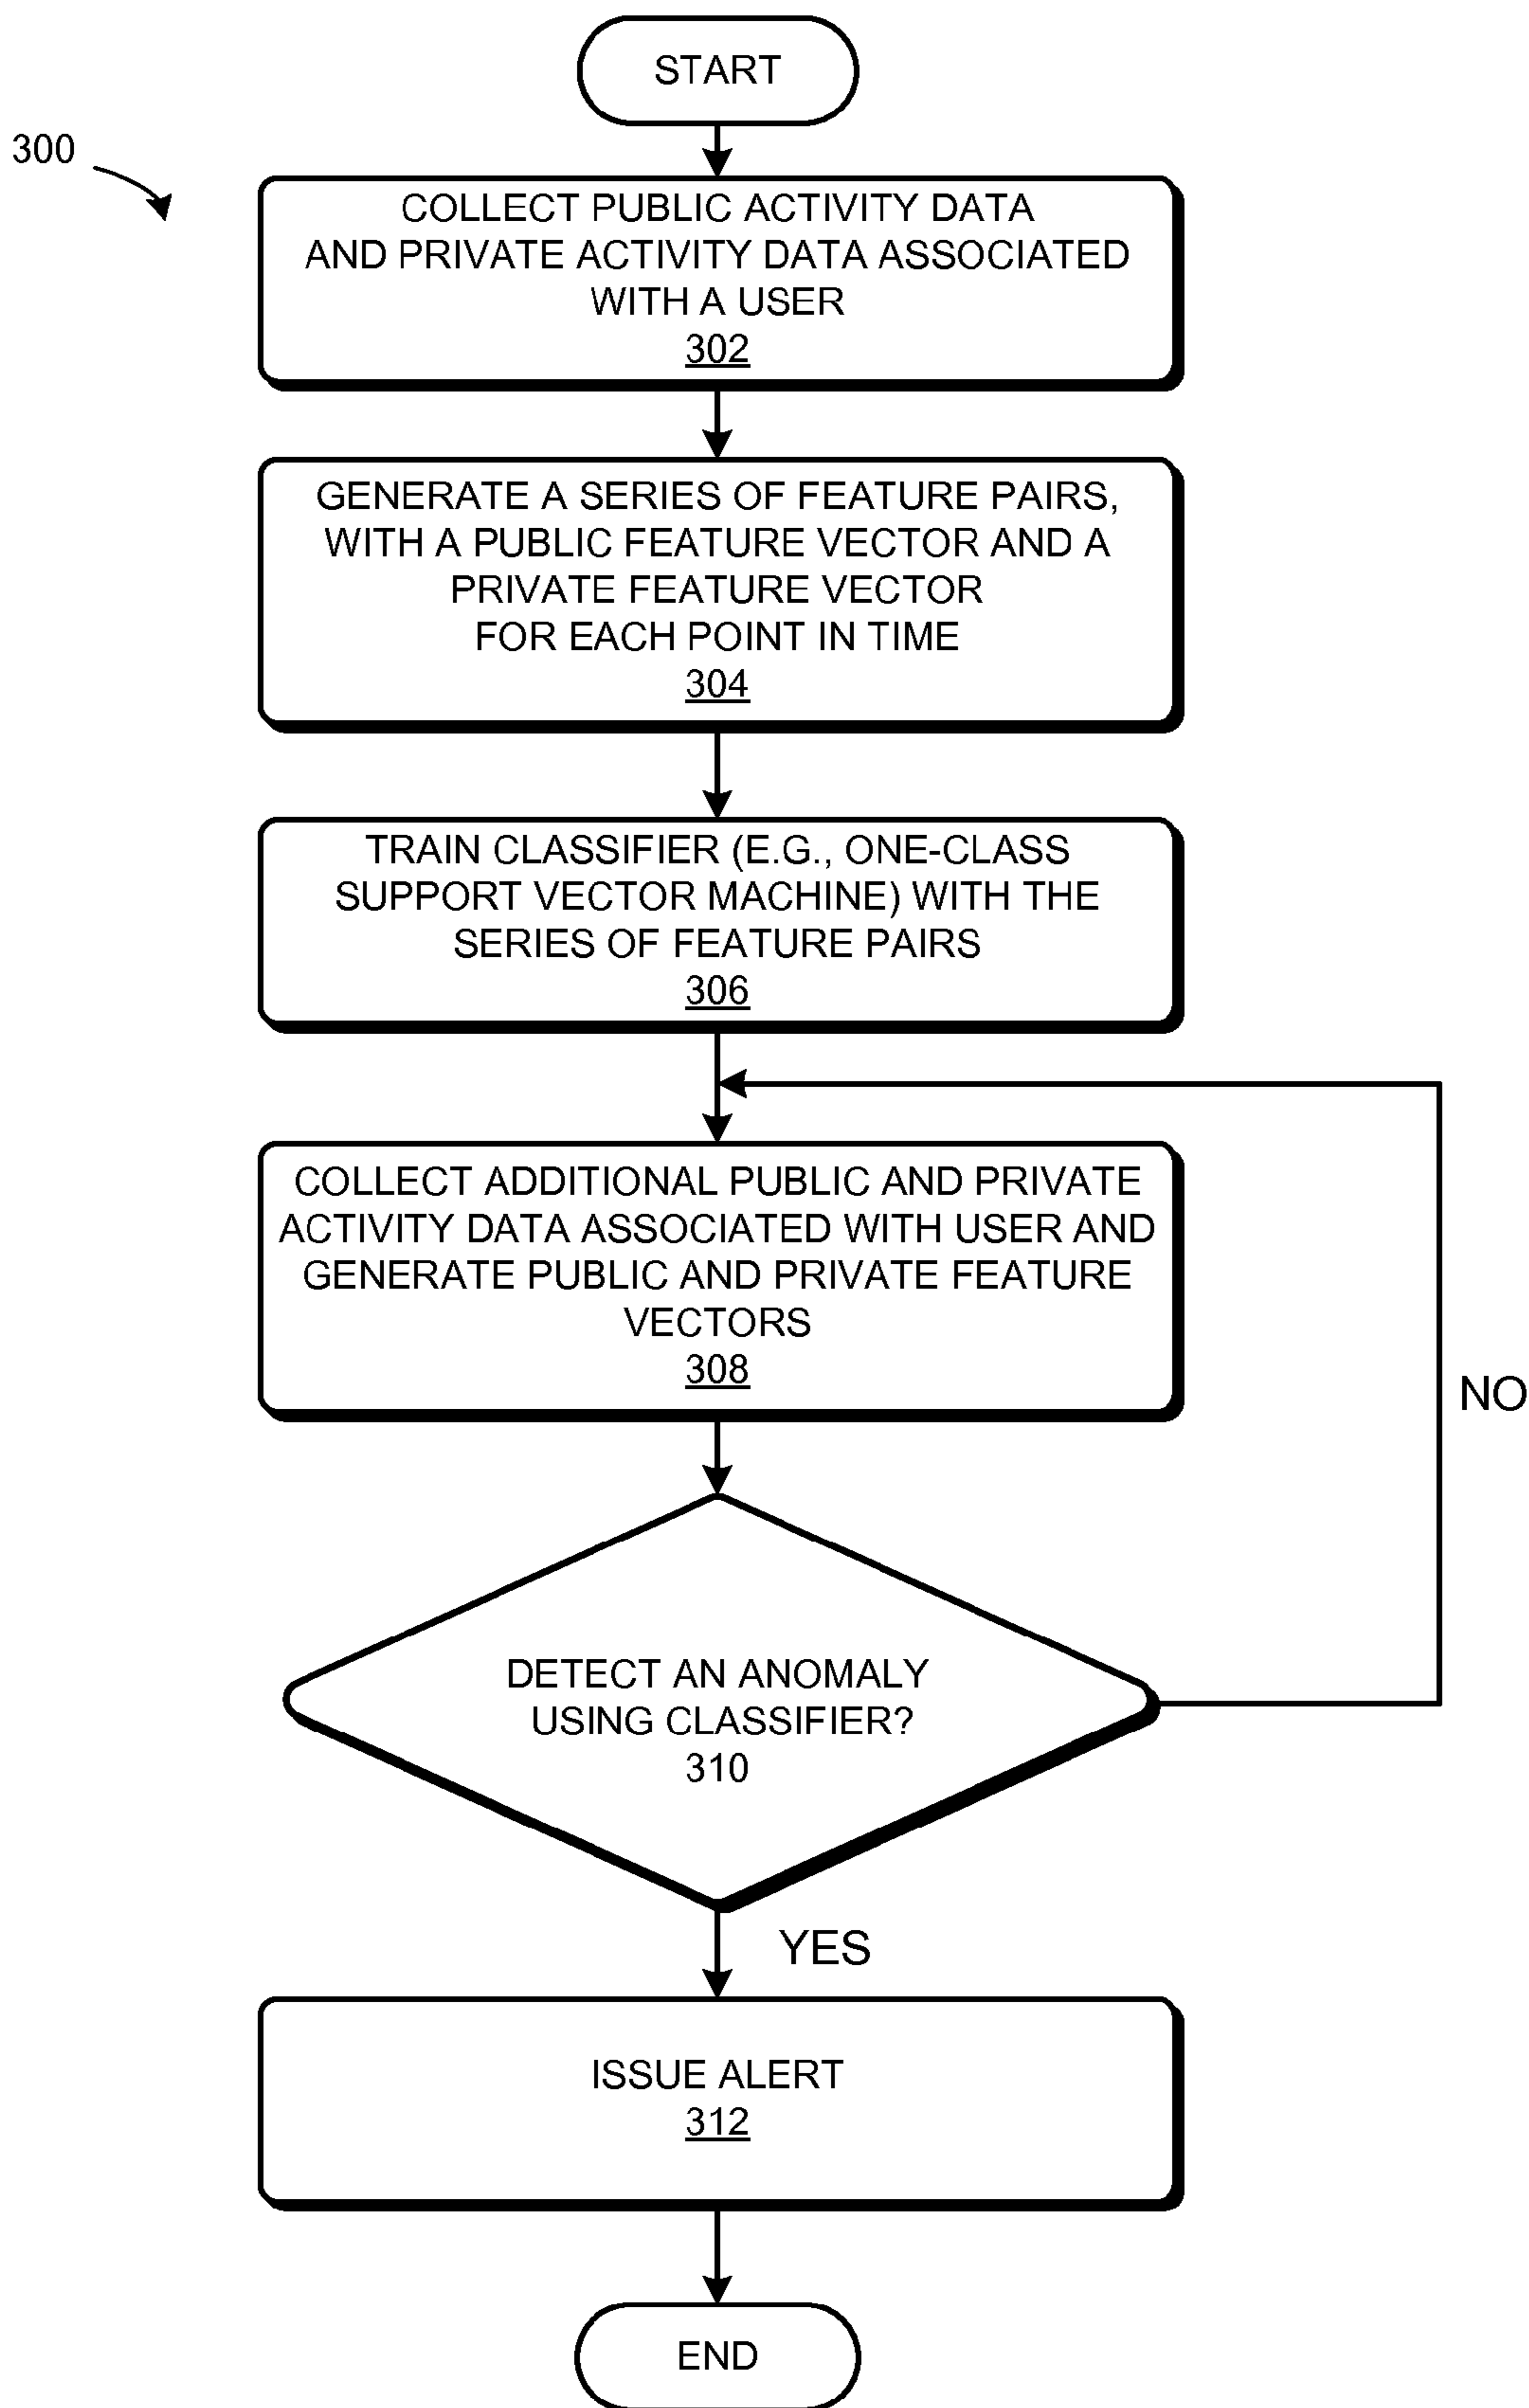 START
300
COLLECT PUBLIC ACTIVITY DATA
AND PRIVATE ACTIVITY DATA ASSOCIATED
WITH A USER
302
GENERATE A SERIES OF FEATURE PAIRS,
WITH A PUBLIC FEATURE VECTOR AND A
PRIVATE FEATURE VECTOR
FOR EACH POINT IN TIME
304
TRAIN CLASSIFIER (E.G., ONE-CLASS
SUPPORT VECTOR MACHINE) WITH THE
SERIES OF FEATURE PAIRS
306
COLLECT ADDITIONAL PUBLIC AND PRIVATE
ACTIVITY DATA ASSOCIATED WITH USER AND
GENERATE PUBLIC AND PRIVATE FEATURE
VECTORS
308
NO
DETECT AN ANOMALY
USING CLASSIFIER?
310
YES
ISSUE ALERT
312
END